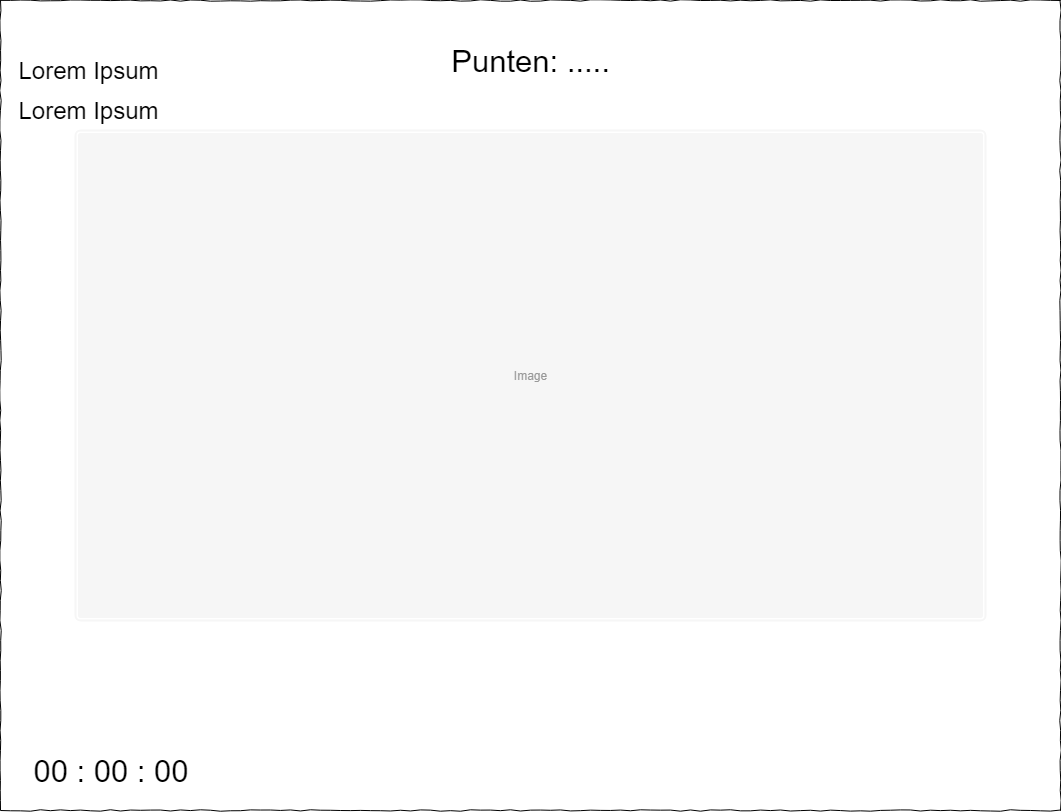 Punten: .....
Lorem Ipsum
Lorem Ipsum
Image
00 : 00 : 00